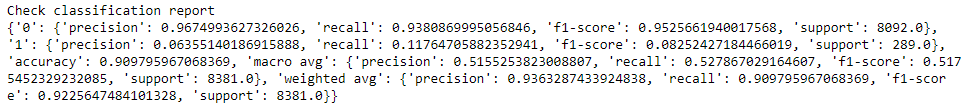 Check classification report
{'0': {'precision': 0.9674993627326026, 'recall': 0.9380869995056846, 'f1-score': 0.9525661940017568, 'support': 8092.0},
'1': {'precision': 0.06355140186915888, 'recall': 0.11764705882352941, 'f1-score': 0.08252427184466019, 'support': 289.0},
'accuracy': 0.909795967068369, 'macro avg': {'precision': 0.5155253823008807, 'recall': 0.527867029164607, 'f1-score': 0.517
5452329232085, 'support': 8381.0}, 'weighted avg': {'precision': 0.9363287433924838, 'recall': 0.909795967068369, 'f1-scor
e': 0.9225647484101328, 'support': 8381.0}}